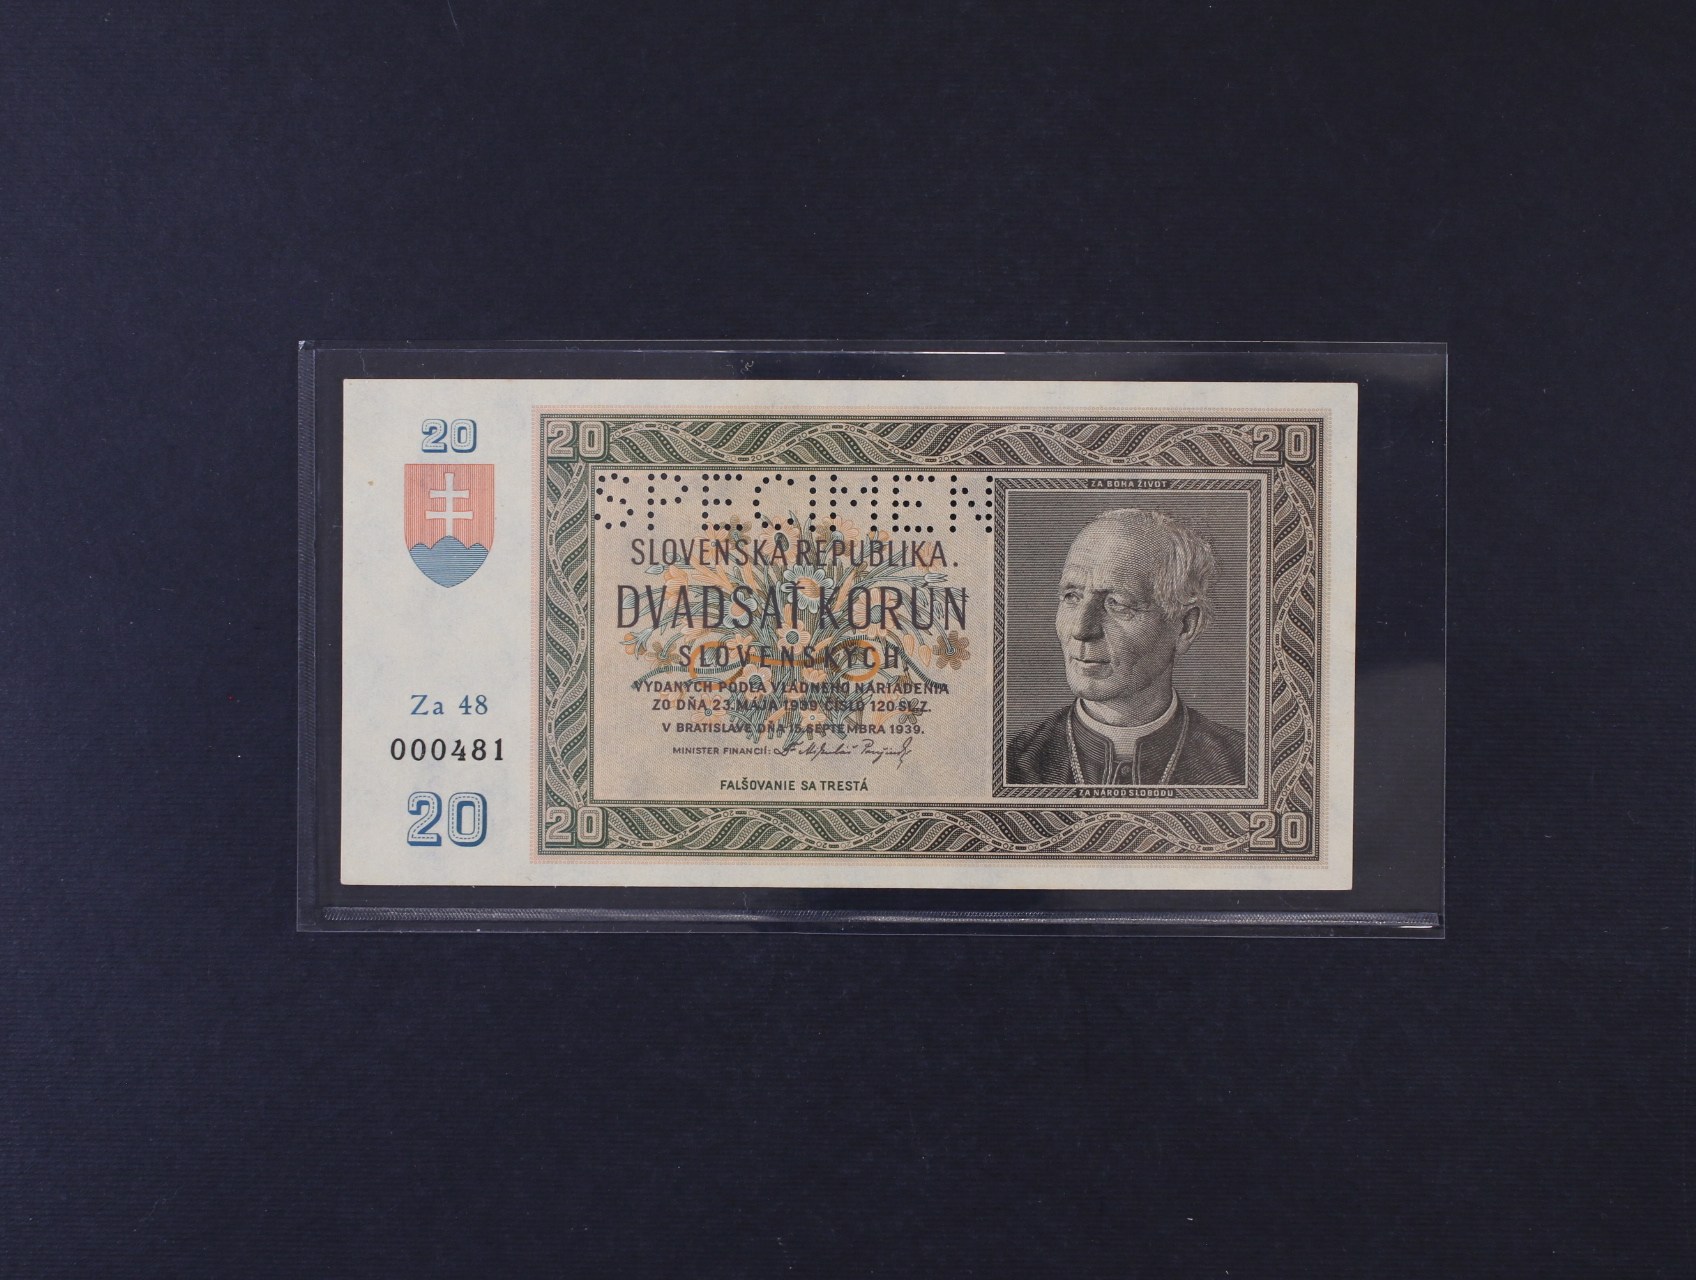 20
Za 48
000481
20
20
20
SPECIMEN
SLOVENSKÁ REPUBLIKA.
DVADSAŤ KORÚN
SLOVENSKÝCH,
VYDANÝCH PODĽA VLÁDNEHO NARIADENIA
ZO DŇA 23. MÁJA 1939 ČÍSLO 120 SL. Z.
V BRATISLAVE DŇA 15. SEPTEMBRA 1939.
MINISTER FINANCIÍ:
FALŠOVANIE SA TRESTÁ
ZA BOHA ŽIVOT
ZA NÁROD SLOBODU
20
20